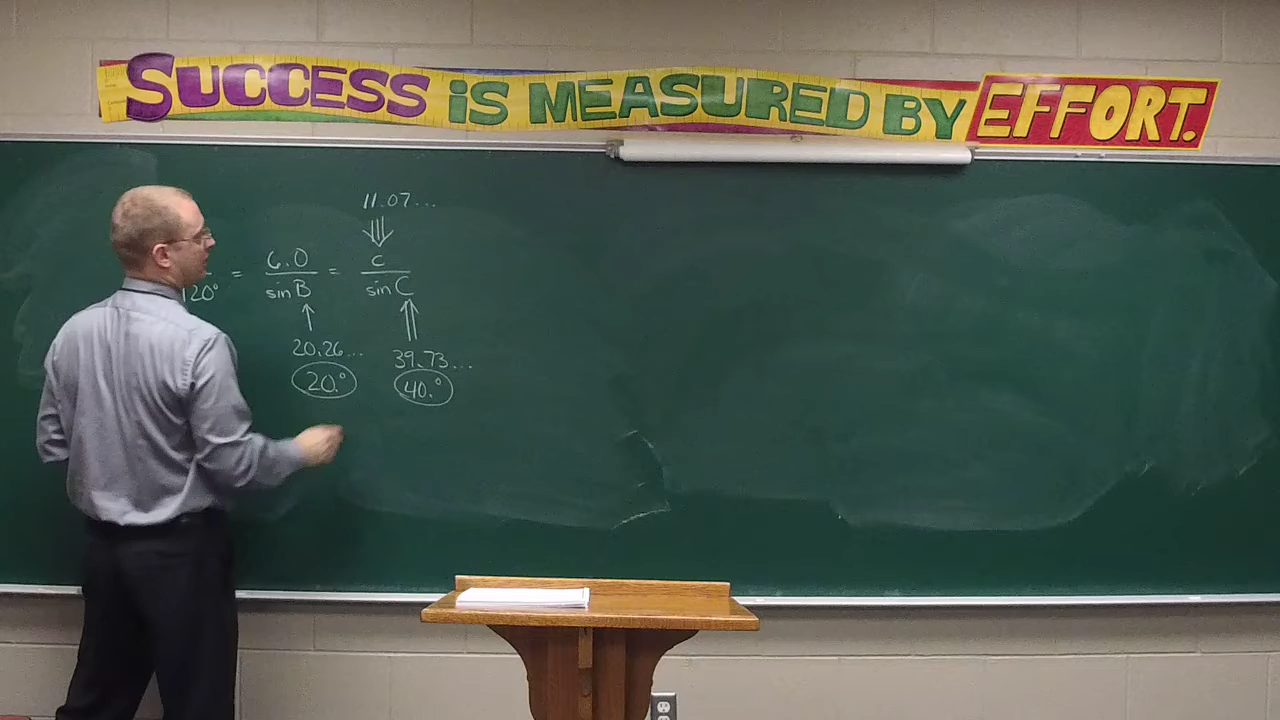 SUCCESS IS MEASURED BY EFFORT.
11.07...
120° = 6.0 / sin B = c / sin C
20.26... 39.73...
20.° 40.°